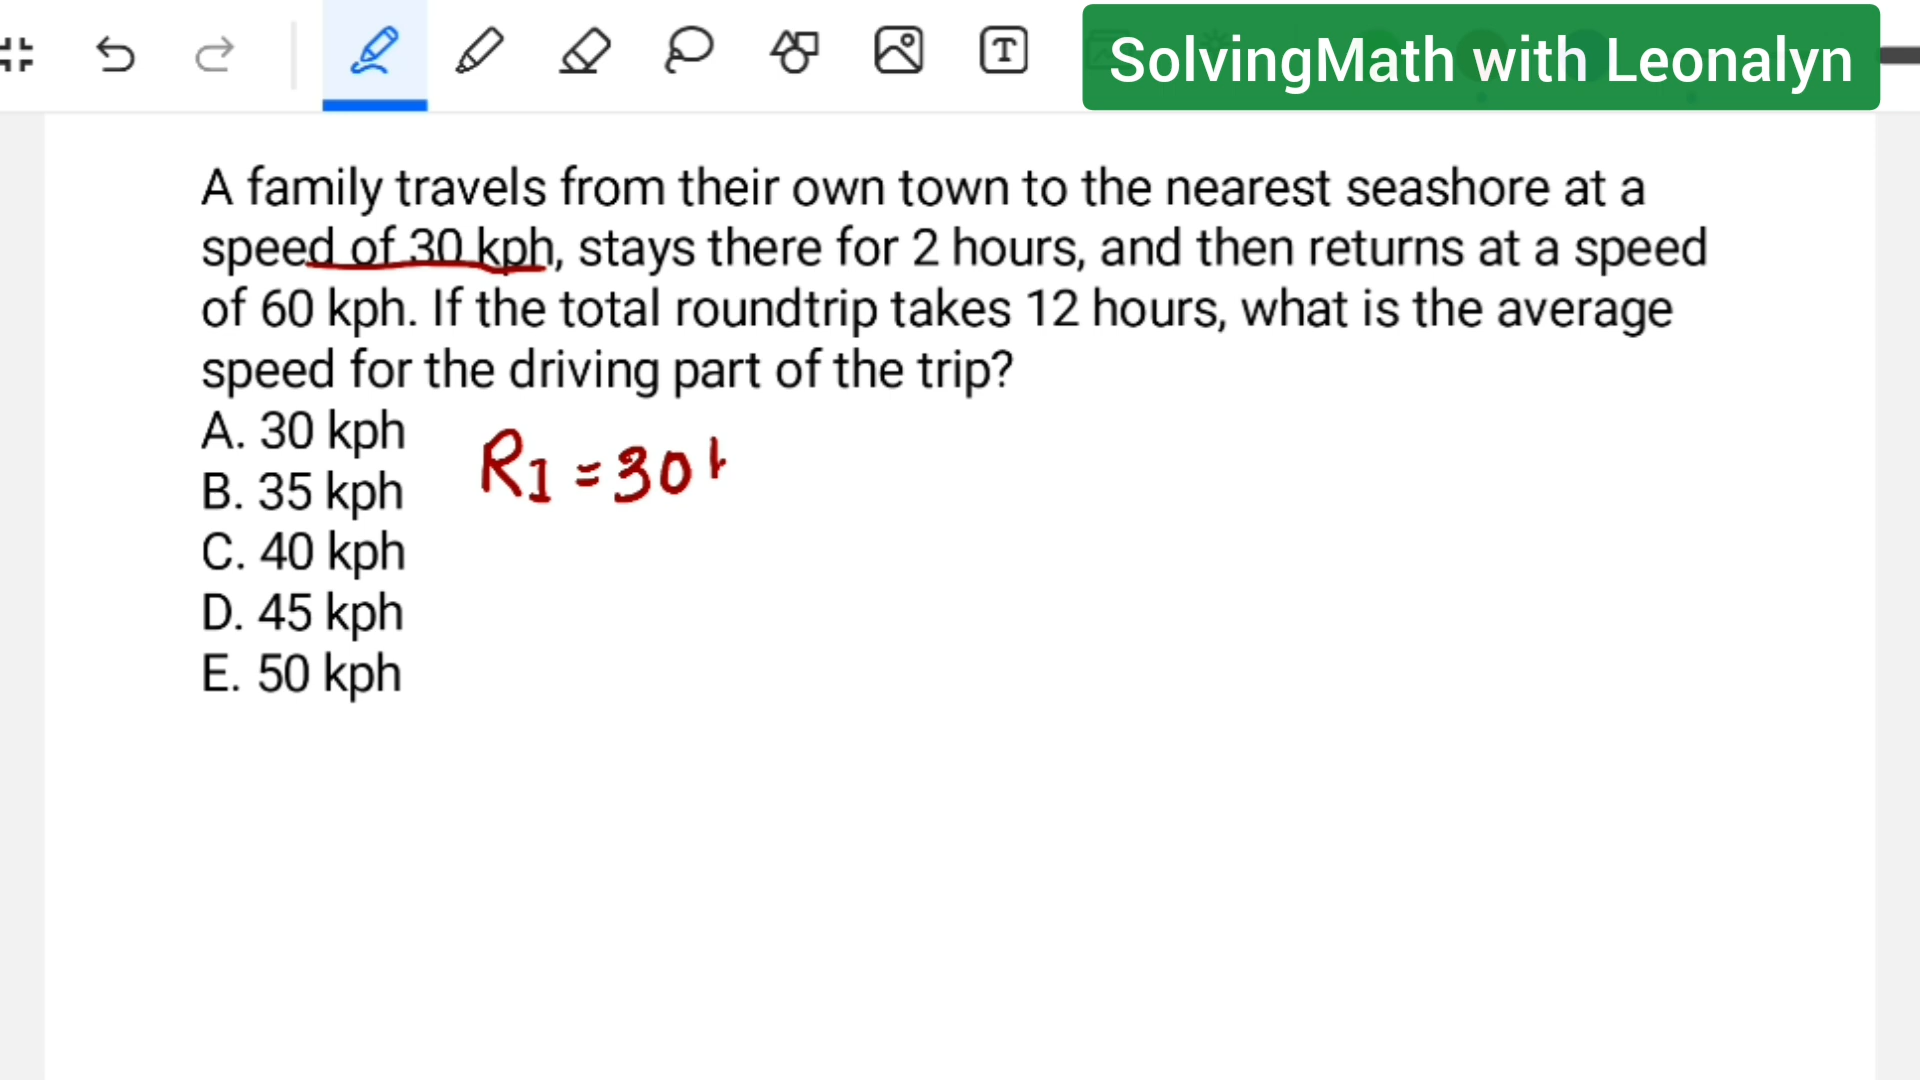 SolvingMath with Leonalyn
A family travels from their own town to the nearest seashore at a
speed of 30 kph, stays there for 2 hours, and then returns at a speed
of 60 kph. If the total roundtrip takes 12 hours, what is the average
speed for the driving part of the trip?
A. 30 kph
B. 35 kph
C. 40 kph
D. 45 kph
E. 50 kph
R1 = 30